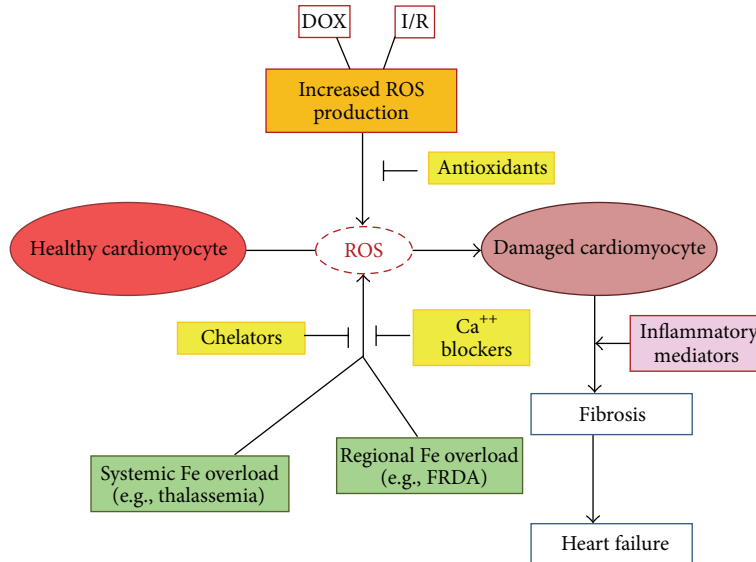 DOX
I/R
Increased ROS
production
Antioxidants
Healthy cardiomyocyte
ROS
Damaged cardiomyocyte
Chelators
Ca++
blockers
Inflammatory
mediators
Fibrosis
Systemic Fe overload
(e.g., thalassemia)
Regional Fe overload
(e.g., FRDA)
Heart failure